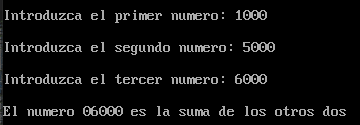 Introduzca el primer numero: 1000
Introduzca el segundo numero: 5000
Introduzca el tercer numero: 6000
El numero 06000 es la suma de los otros dos